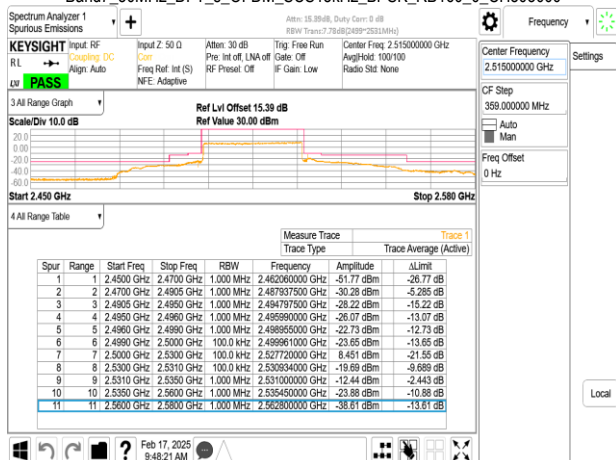 Spectrum Analyzer 1
Spurious Emissions
Attn: 15.39dB, Duty Corr: 0 dB
RBW Trans:7.78dB(2499*2531MHz)
Frequency
KEYSIGHT Input: RF
Input Z: 50 Ω
Atten: 30 dB
Trig: Free Run
Center Freq: 2.515000000 GHz
RL
Coupling: DC
Corr
Pre: Int off, LNA off
Gate: Off
Avg|Hold: 100/100
Align: Auto
Freq Ref: Int (S)
RF Preset: Off
IF Gain: Low
Radio Std: None
NFE: Adaptive
LXI PASS
Center Frequency
2.515000000 GHz
Settings
CF Step
359.000000 MHz
Auto
Man
Freq Offset
0 Hz
3 All Range Graph
Ref Lvl Offset 15.39 dB
Scale/Div 10.0 dB
Ref Value 30.00 dBm
20.0
0.00
-20.0
-40.0
-60.0
Start 2.450 GHz
Stop 2.580 GHz
4 All Range Table
Measure Trace Trace 1
Trace Type Trace Average (Active)
Spur Range Start Freq Stop Freq RBW Frequency Amplitude ΔLimit
1 1 2.4500 GHz 2.4700 GHz 1.000 MHz 2.462060000 GHz -51.77 dBm -26.77 dB
2 2 2.4700 GHz 2.4905 GHz 1.000 MHz 2.487937500 GHz -30.28 dBm -5.285 dB
3 3 2.4905 GHz 2.4950 GHz 1.000 MHz 2.494797500 GHz -28.22 dBm -15.22 dB
4 4 2.4950 GHz 2.4960 GHz 1.000 MHz 2.495990000 GHz -26.07 dBm -13.07 dB
5 5 2.4960 GHz 2.4990 GHz 1.000 MHz 2.498955000 GHz -22.73 dBm -12.73 dB
6 6 2.4990 GHz 2.5000 GHz 100.0 kHz 2.499961000 GHz -23.65 dBm -13.65 dB
7 7 2.5000 GHz 2.5300 GHz 100.0 kHz 2.527720000 GHz 8.451 dBm -21.55 dB
8 8 2.5300 GHz 2.5310 GHz 100.0 kHz 2.530934000 GHz -19.69 dBm -9.689 dB
9 9 2.5310 GHz 2.5350 GHz 1.000 MHz 2.531000000 GHz -12.44 dBm -2.443 dB
10 10 2.5350 GHz 2.5600 GHz 1.000 MHz 2.535450000 GHz -23.88 dBm -10.88 dB
11 11 2.5600 GHz 2.5800 GHz 1.000 MHz 2.562800000 GHz -38.61 dBm -13.61 dB
Local
Feb 17, 2025
9:48:21 AM